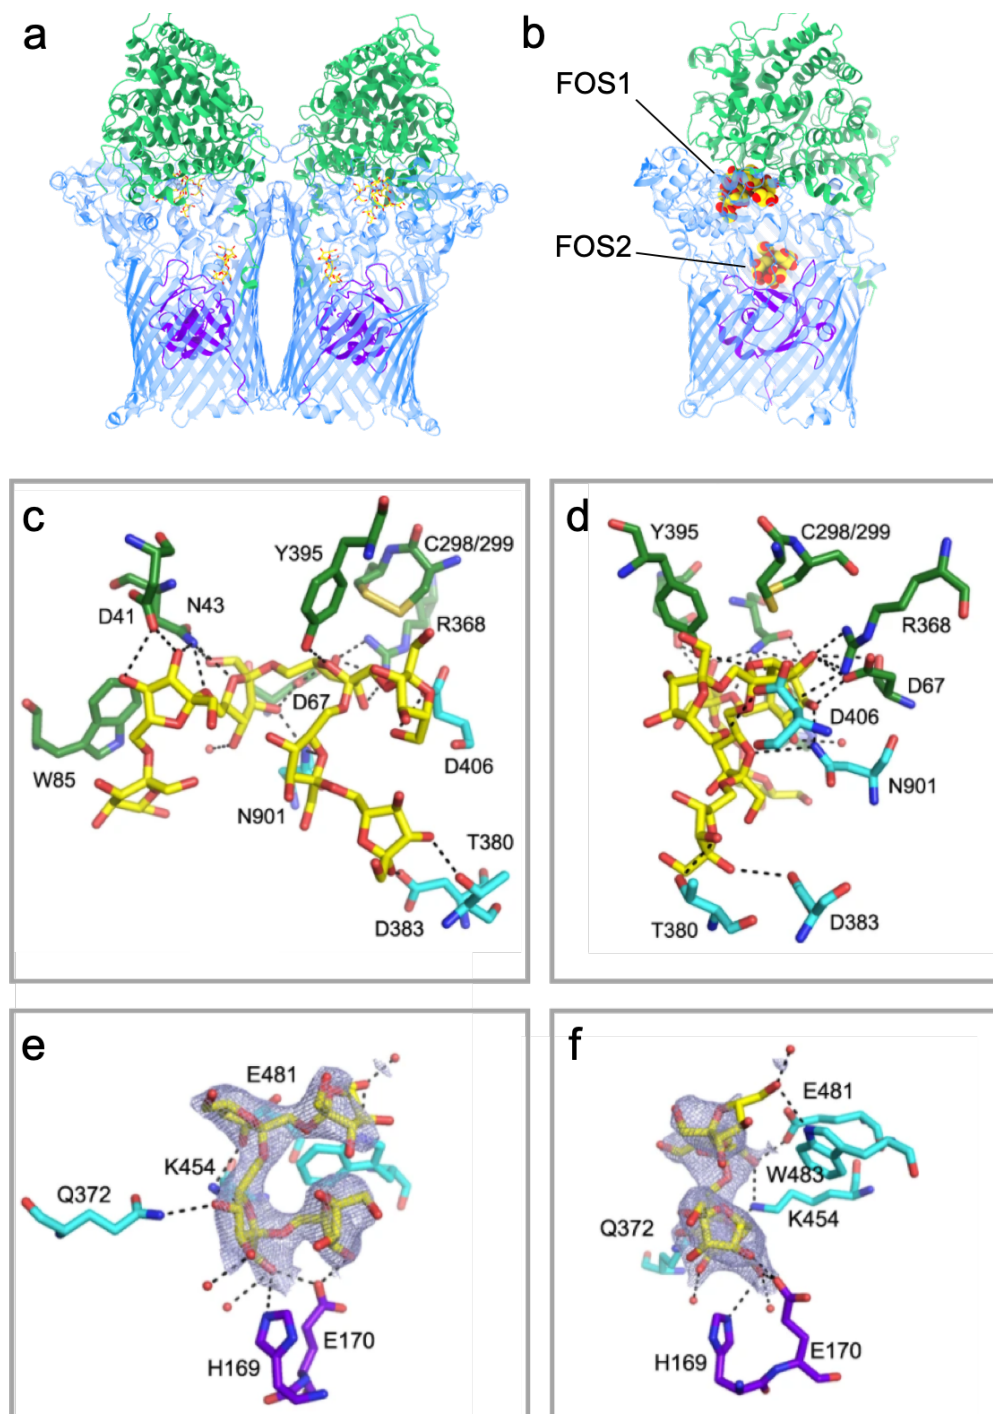 a
b
FOS1
FOS2
c
Y395
C298/299
N43
D41
R368
D67
W85
D406
N901
T380
D383
d
Y395
C298/299
R368
D67
D406
N901
T380
D383
e
E481
K454
Q372
E170
H169
f
E481
W483
K454
Q372
H169
E170